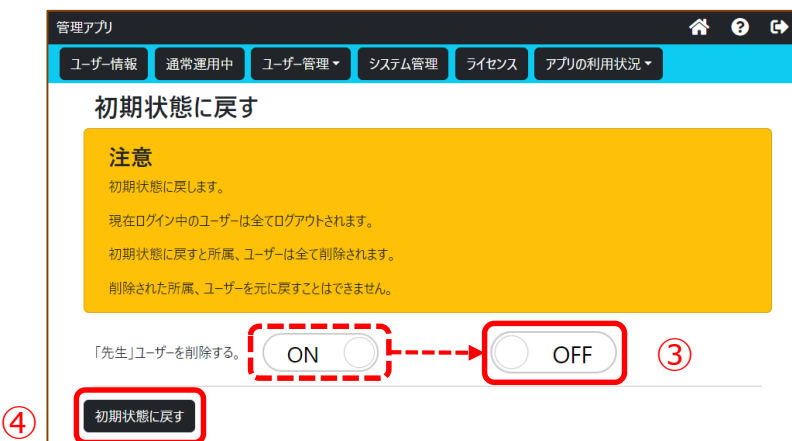 管理アプリ
ユーザー情報 通常運用中 ユーザー管理 システム管理 ライセンス アプリの利用状況
初期状態に戻す
注意
初期状態に戻します。
現在ログイン中のユーザーは全てログアウトされます。
初期状態に戻すと所属、ユーザーは全て削除されます。
削除された所属、ユーザーを元に戻すことはできません。
「先生」ユーザーを削除する。 ON OFF ③
④ 初期状態に戻す